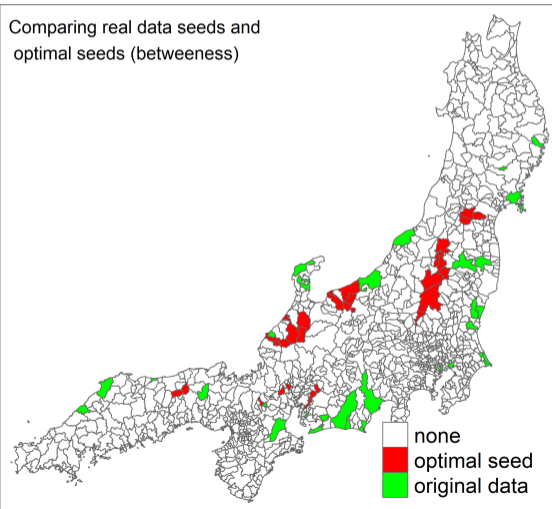 Comparing real data seeds and
optimal seeds (betweeness)
none
optimal seed
original data